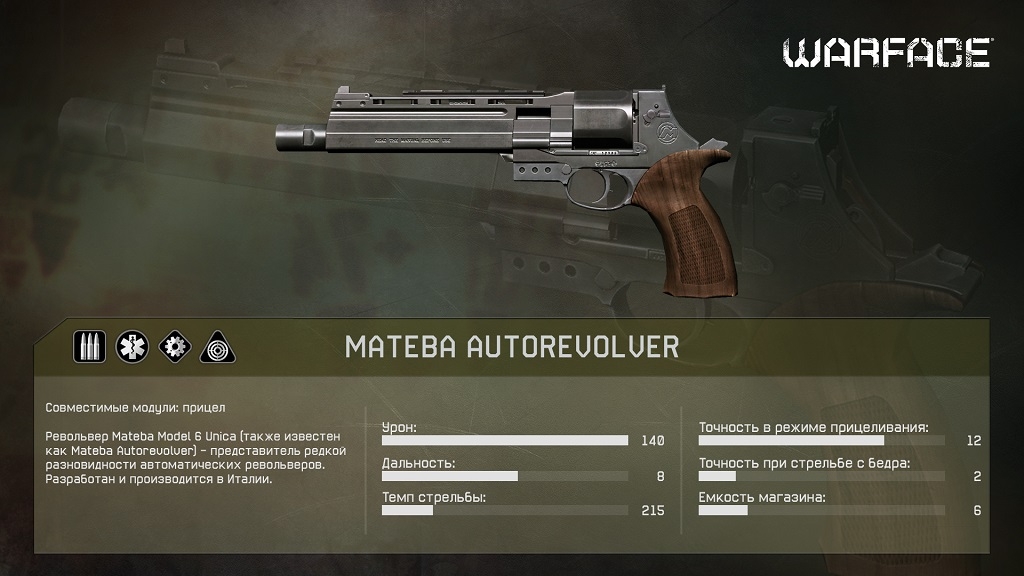 WARFACE
MATEBA AUTOREVOLVER
Совместимые модули: прицел
Револьвер Mateba Model 6 Unica (также известен
как Mateba Autorevolver) – представитель редкой
разновидности автоматических револьверов.
Разработан и производится в Италии.
Урон:
140
Дальность:
8
Темп стрельбы:
215
Точность в режиме прицеливания:
12
Точность при стрельбе с бедра:
2
Емкость магазина:
6